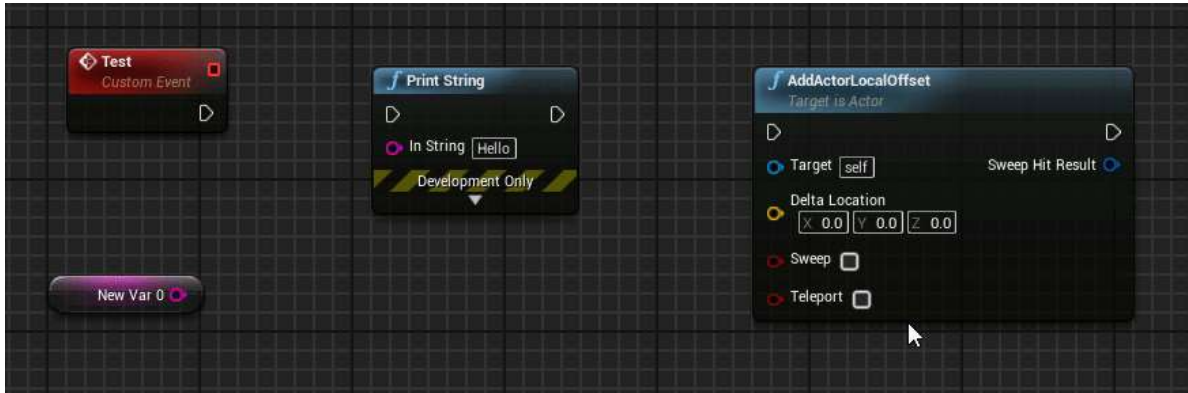 Test
Custom Event
Print String
In String Hello
Development Only
New Var 0
AddActorLocalOffset
Target is Actor
Target self
Sweep Hit Result
Delta Location
X 0.0 Y 0.0 Z 0.0
Sweep
Teleport